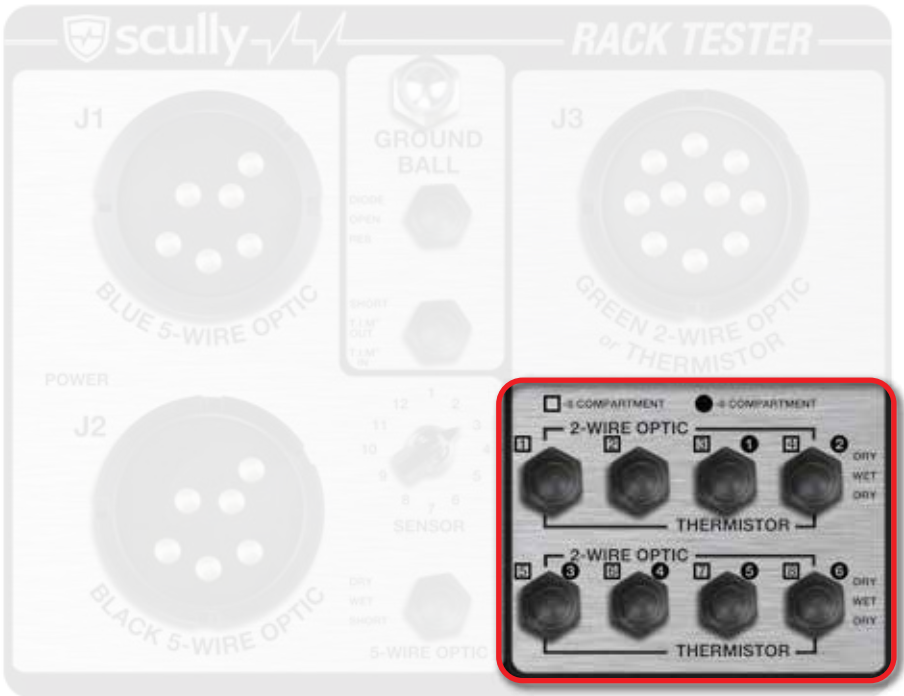 scully
RACK TESTER
J1
GROUND
BALL
DIODE
OPEN
RES
SHORT
T.I.M™
OUT
T.I.M™
IN
BLUE 5-WIRE OPTIC
J3
GREEN 2-WIRE OPTIC
or THERMISTOR
POWER
J2
BLACK 5-WIRE OPTIC
12 1 2
11 3
10 4
9 5
8 7 6
SENSOR
DRY
WET
SHORT
5-WIRE OPTIC
-8 COMPARTMENT -6 COMPARTMENT
2-WIRE OPTIC
1 2 3 1 4 2
DRY
WET
DRY
THERMISTOR
2-WIRE OPTIC
5 3 6 4 7 5 8 6
DRY
WET
DRY
THERMISTOR